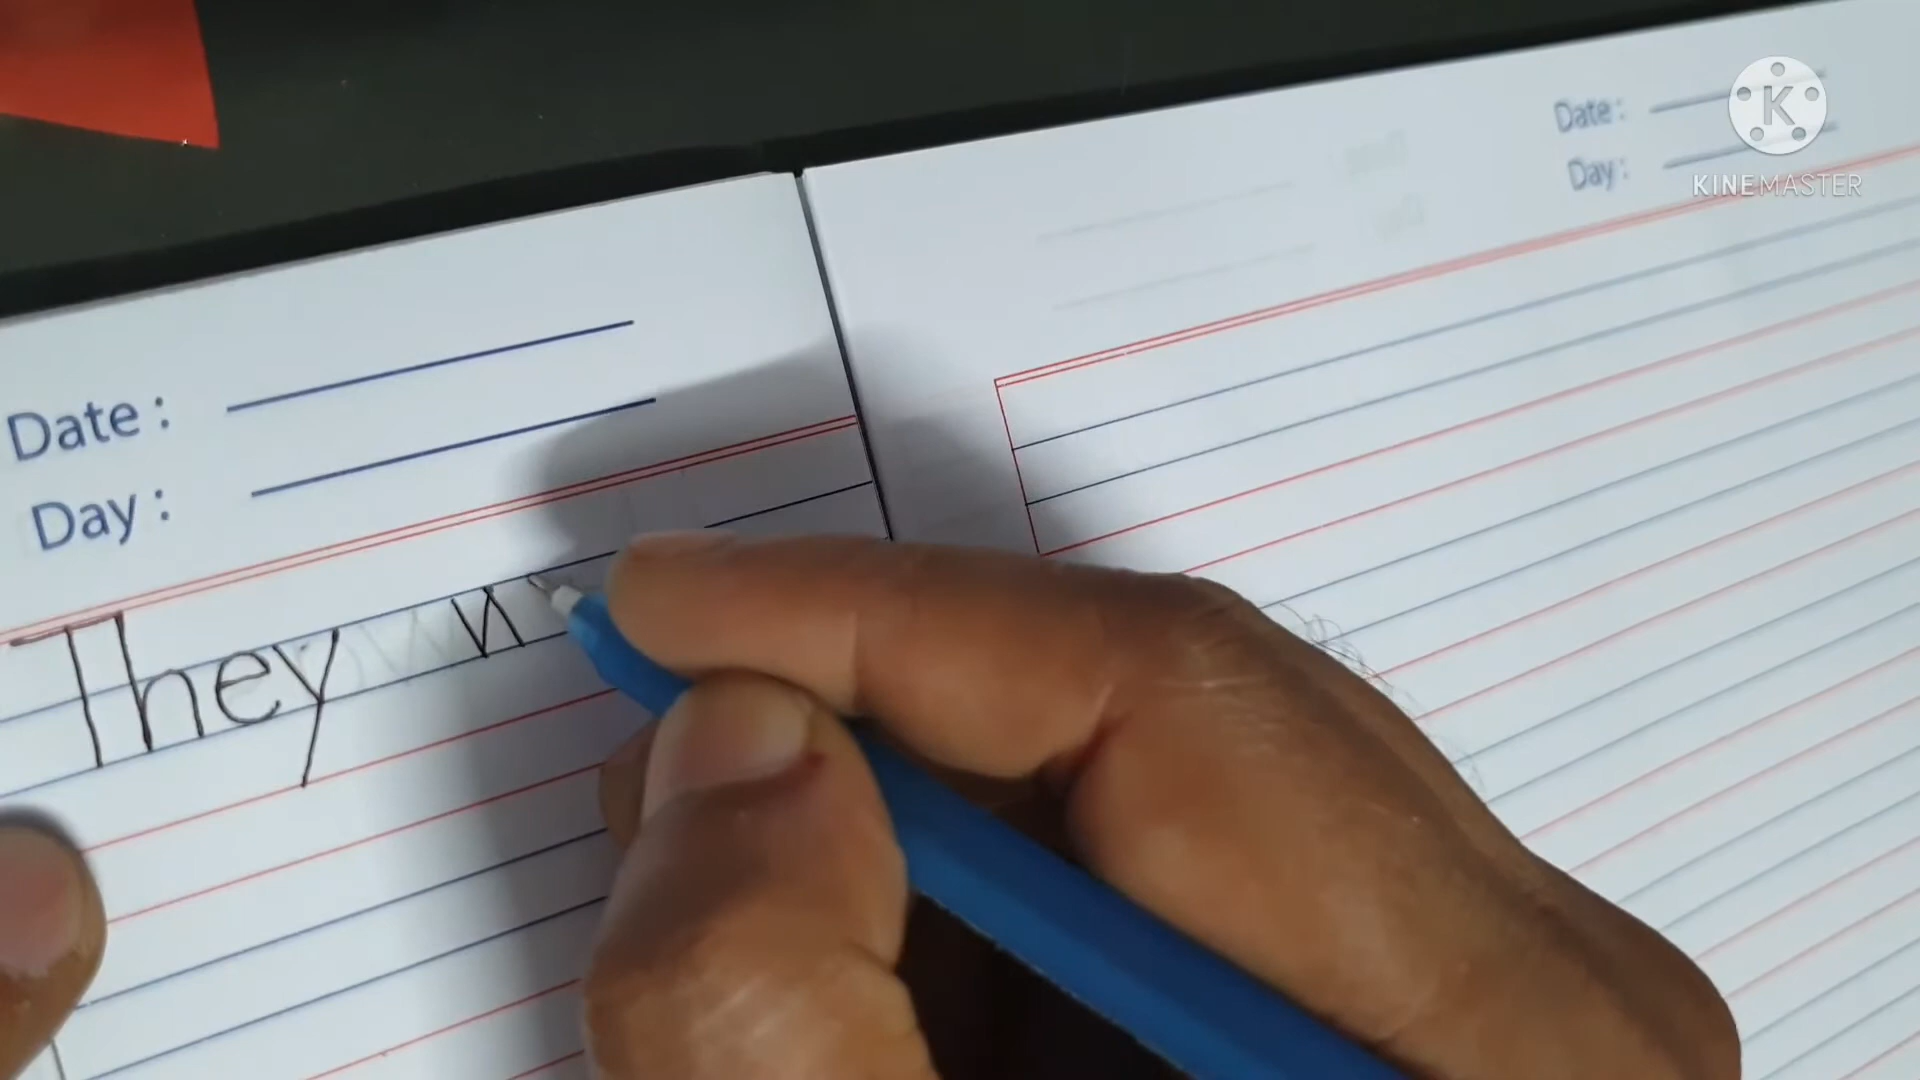 Date :
Day :
They
Date :
Day :
KINEMASTER